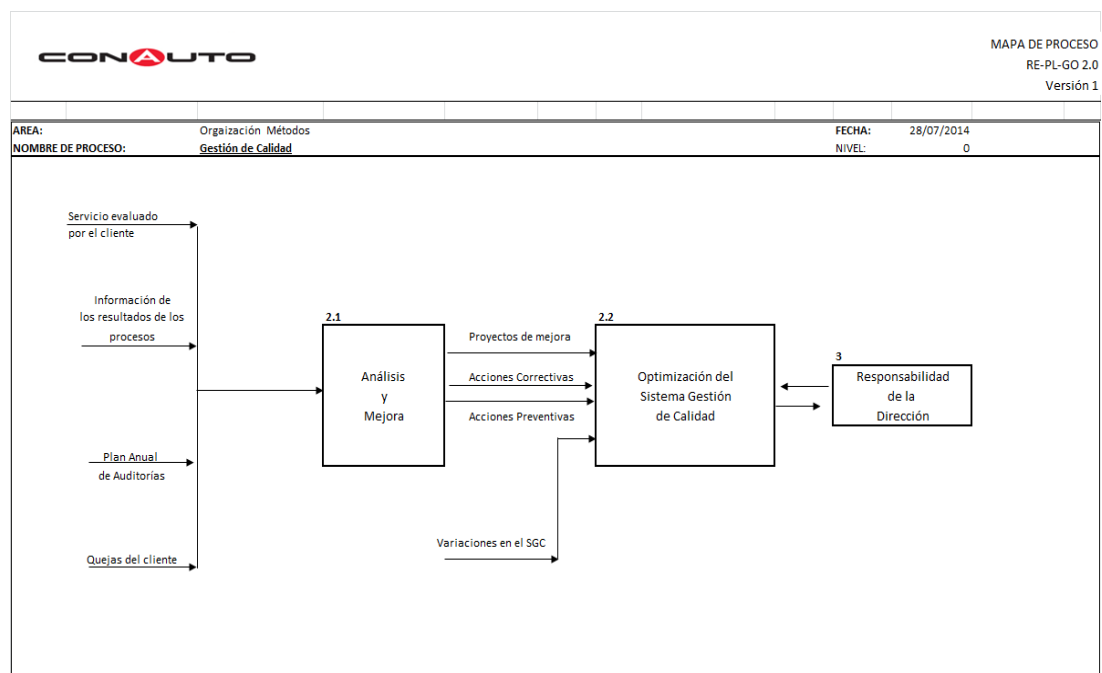 CONAUTO
MAPA DE PROCESO
RE-PL-GO 2.0
Versión 1
AREA: Orgaización Métodos FECHA: 28/07/2014
NOMBRE DE PROCESO: Gestión de Calidad NIVEL: 0
Servicio evaluado
por el cliente
Información de
los resultados de los
procesos
Plan Anual
de Auditorías
Quejas del cliente
2.1
Análisis
y
Mejora
Proyectos de mejora
Acciones Correctivas
Acciones Preventivas
Variaciones en el SGC
2.2
Optimización del
Sistema Gestión
de Calidad
3
Responsabilidad
de la
Dirección